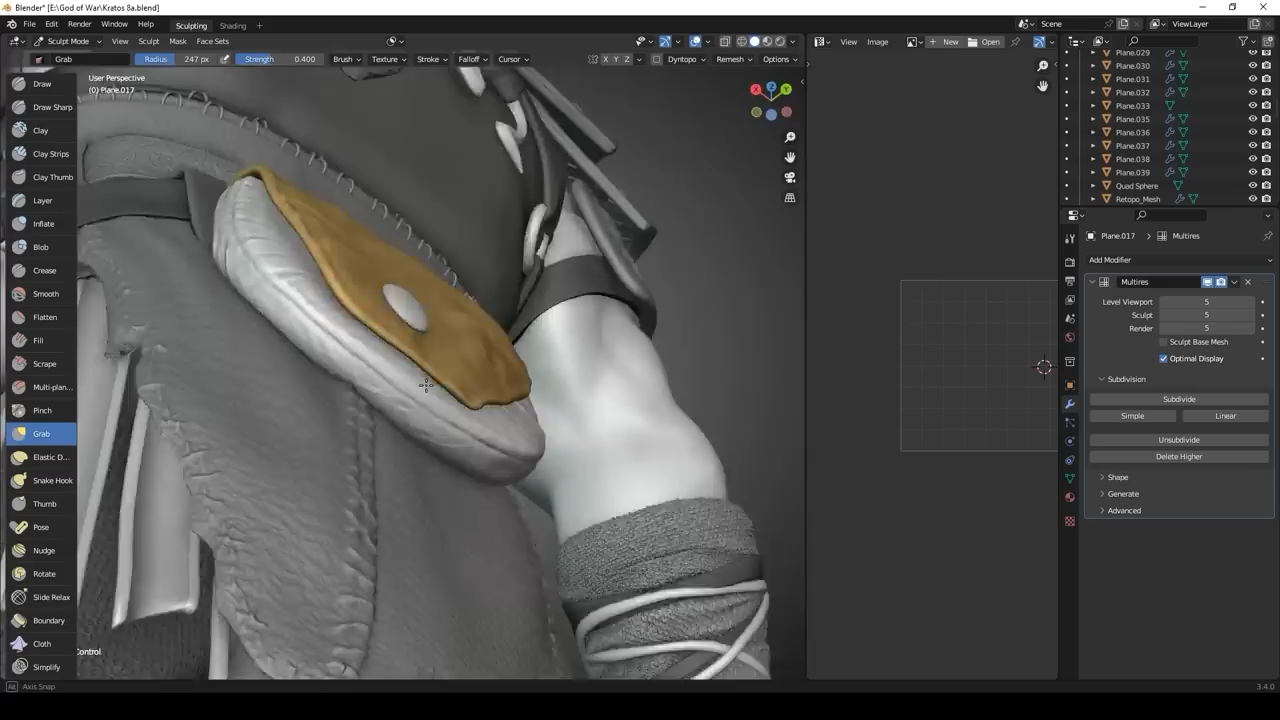 Blender* [E:\God of War\Kratos 8a.blend]
File Edit Render Window Help Sculpting Shading + Scene ViewLayer
Sculpt Mode View Sculpt Mask Face Sets View Image + New Open
Grab Radius 247 px Strength 0.400 Brush Texture Stroke Falloff Cursor X Y Z Dyntopo Remesh Options
User Perspective
(0) Plane.017
X Z Y
Draw
Draw Sharp
Clay
Clay Strips
Clay Thumb
Layer
Inflate
Blob
Crease
Smooth
Flatten
Fill
Scrape
Multi-plan...
Pinch
Grab
Elastic D...
Snake Hook
Thumb
Pose
Nudge
Rotate
Slide Relax
Boundary
Cloth
Simplify
Control
Plane.029
Plane.030
Plane.031
Plane.032
Plane.033
Plane.035
Plane.036
Plane.037
Plane.038
Plane.039
Quad Sphere
Retopo_Mesh
Plane.017 > Multires
Add Modifier
Multires
Level Viewport 5
Sculpt 5
Render 5
Sculpt Base Mesh
Optimal Display
Subdivision
Subdivide
Simple Linear
Unsubdivide
Delete Higher
Shape
Generate
Advanced
Alt Axis Snap 3.4.0